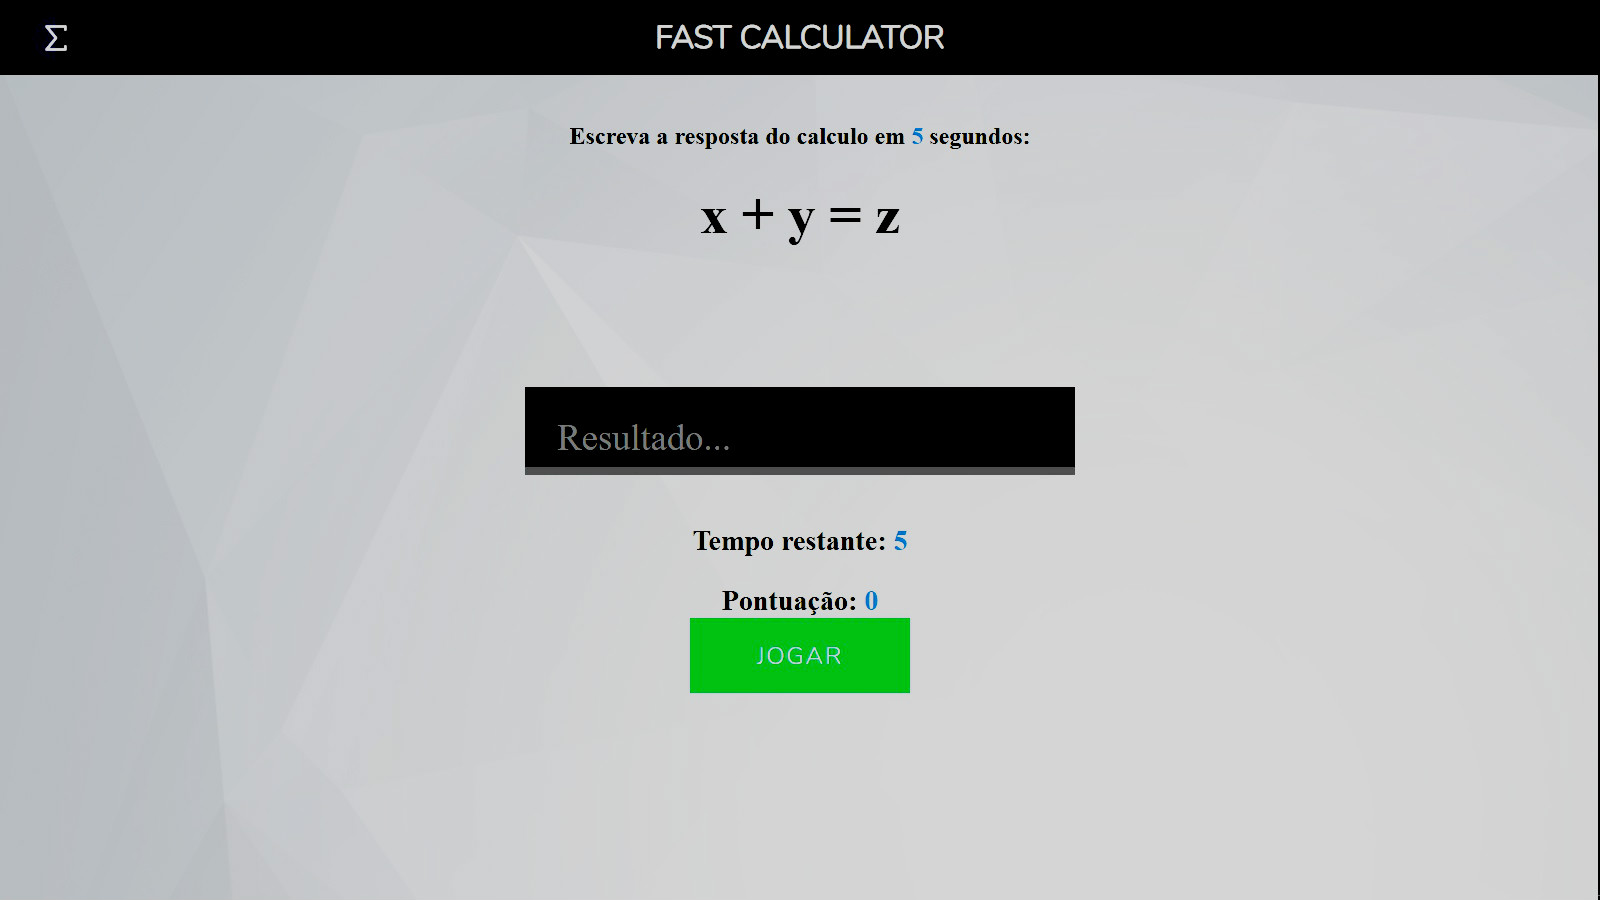 Σ FAST CALCULATOR
Escreva a resposta do calculo em 5 segundos:
x + y = z
Resultado...
Tempo restante: 5
Pontuação: 0
JOGAR